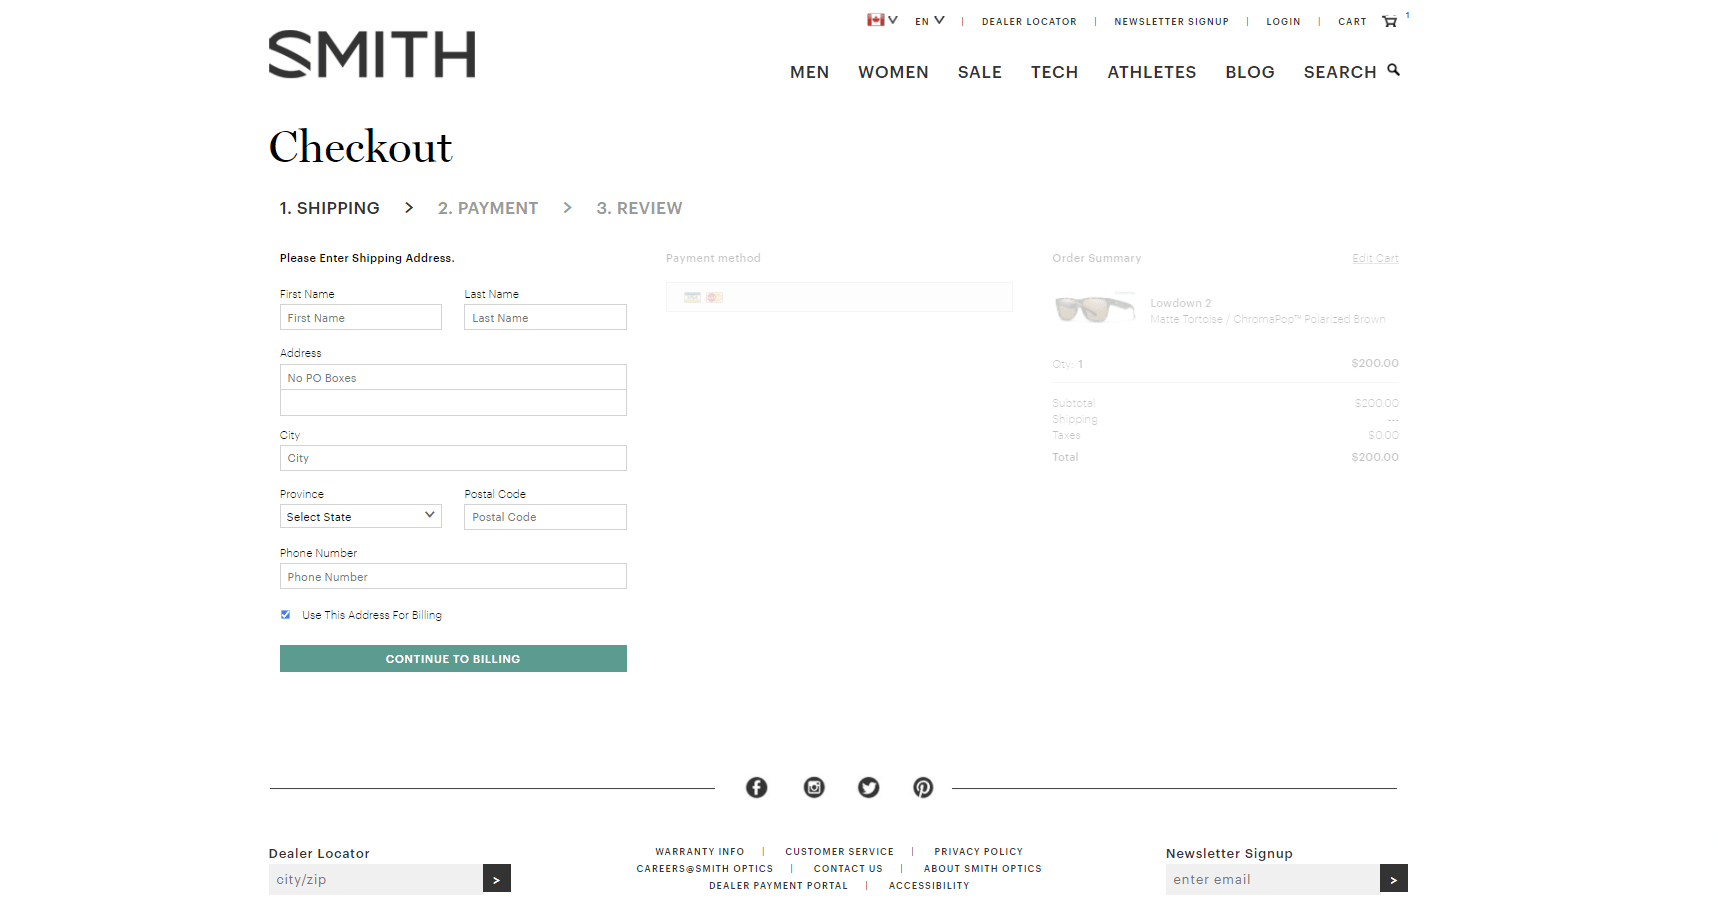 EN | DEALER LOCATOR | NEWSLETTER SIGNUP | LOGIN | CART 1
SMITH
MEN WOMEN SALE TECH ATHLETES BLOG SEARCH
Checkout
1. SHIPPING > 2. PAYMENT > 3. REVIEW
Please Enter Shipping Address.
First Name Last Name
First Name Last Name
Address
No PO Boxes
City
City
Province Postal Code
Select State Postal Code
Phone Number
Phone Number
Use This Address For Billing
CONTINUE TO BILLING
Payment method
Order Summary Edit Cart
Lowdown 2
Matte Tortoise / ChromaPop™ Polarized Brown
Qty: 1 $200.00
Subtotal $200.00
Shipping ---
Taxes $0.00
Total $200.00
Dealer Locator
city/zip >
WARRANTY INFO | CUSTOMER SERVICE | PRIVACY POLICY
CAREERS@SMITH OPTICS | CONTACT US | ABOUT SMITH OPTICS
DEALER PAYMENT PORTAL | ACCESSIBILITY
Newsletter Signup
enter email >